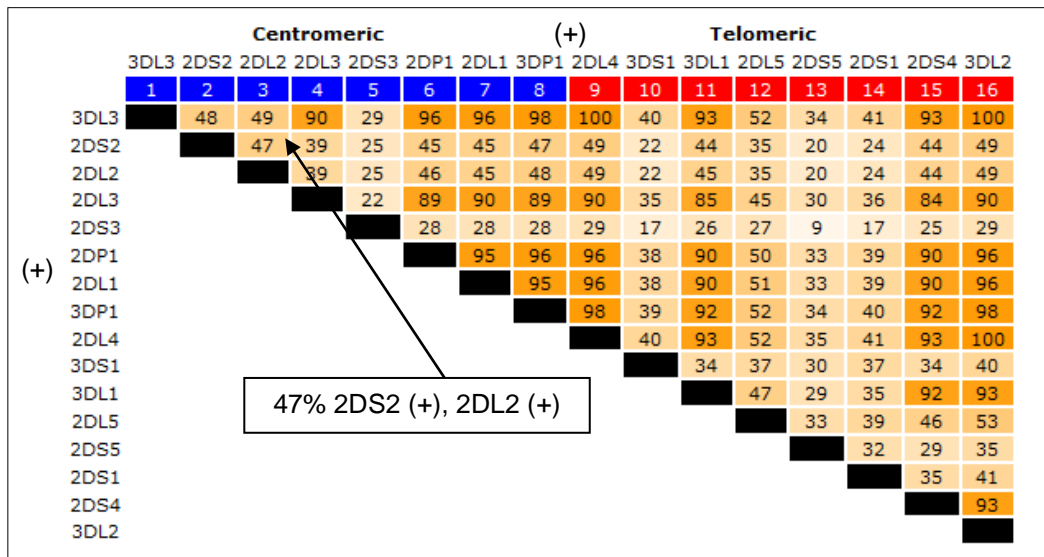 Centromeric (+) Telomeric
3DL3 2DS2 2DL2 2DL3 2DS3 2DP1 2DL1 3DP1 2DL4 3DS1 3DL1 2DL5 2DS5 2DS1 2DS4 3DL2
1 2 3 4 5 6 7 8 9 10 11 12 13 14 15 16
3DL3 48 49 90 29 96 96 98 100 40 93 52 34 41 93 100
2DS2 47 39 25 45 45 47 49 22 44 35 20 24 44 49
2DL2 39 25 46 45 48 49 22 45 35 20 24 44 49
2DL3 22 89 90 89 90 35 85 45 30 36 84 90
2DS3 28 28 28 29 17 26 27 9 17 25 29
(+)
2DP1 95 96 96 38 90 50 33 39 90 96
2DL1 95 96 38 90 51 33 39 90 96
3DP1 98 39 92 52 34 40 92 98
2DL4 40 93 52 35 41 93 100
3DS1 34 37 30 37 34 40
3DL1 47 29 35 92 93
47% 2DS2 (+), 2DL2 (+)
2DL5 33 39 46 53
2DS5 32 29 35
2DS1 35 41
2DS4 93
3DL2